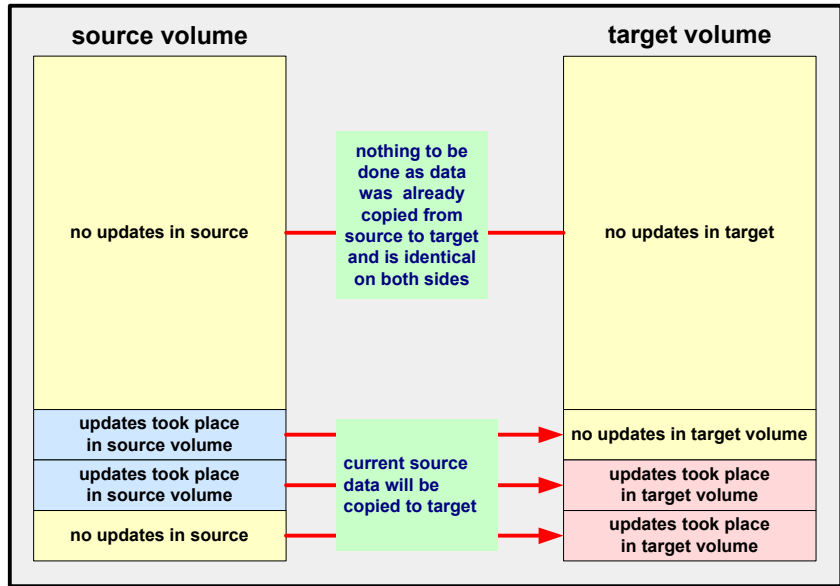 source volume
target volume
no updates in source
nothing to be
done as data
was already
copied from
source to target
and is identical
on both sides
no updates in target
updates took place
in source volume
updates took place
in source volume
no updates in source
current source
data will be
copied to target
no updates in target volume
updates took place
in target volume
updates took place
in target volume